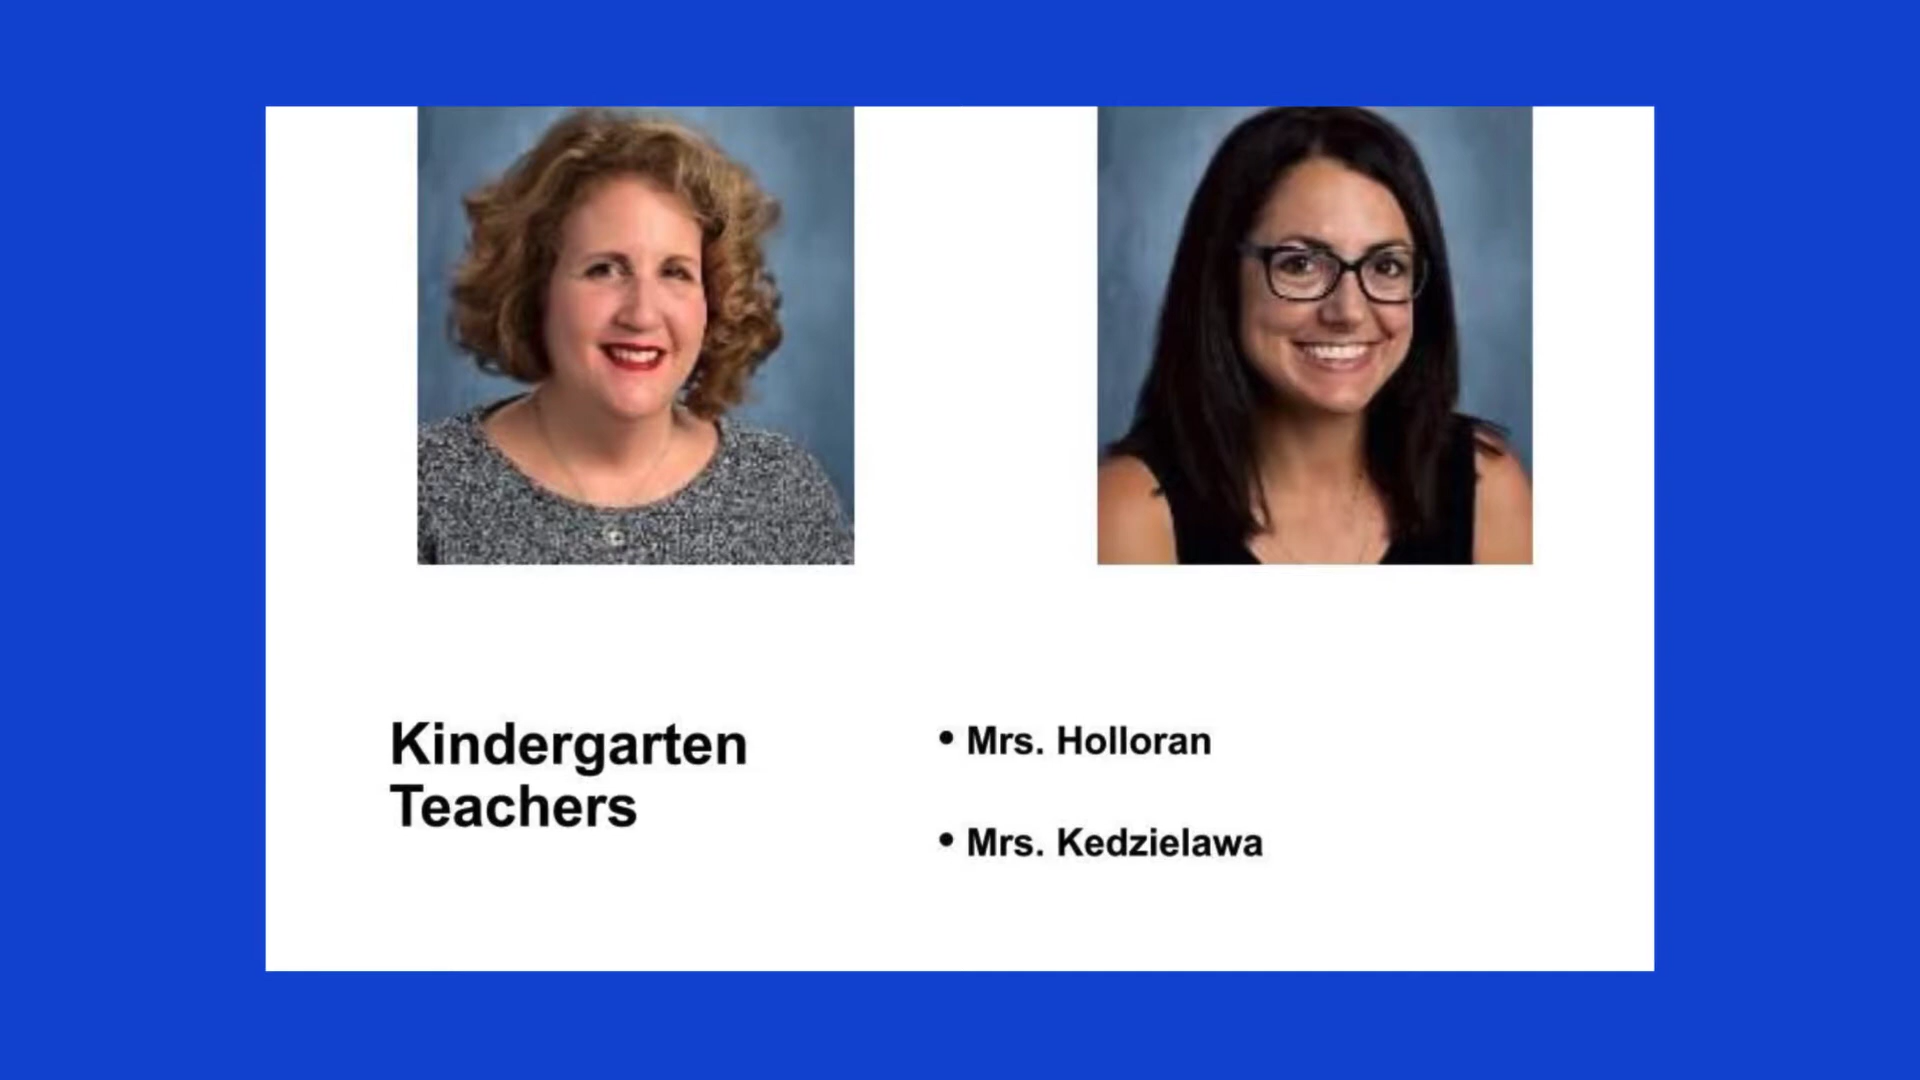 Kindergarten
Teachers
• Mrs. Holloran
• Mrs. Kedzielawa